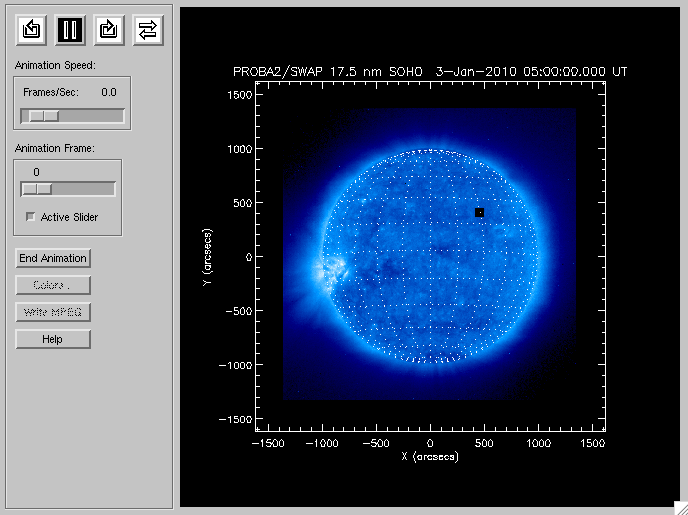 Animation Speed:
Frames/Sec: 0.0
Animation Frame:
0
Active Slider
End Animation
Colors .
Write MPEG
Help
PROBA2/SWAP 17.5 nm SOHO 3-Jan-2010 05:00:00.000 UT
1500
1000
500
0
-500
-1000
-1500
Y (arcsecs)
-1500 -1000 -500 0 500 1000 1500
X (arcsecs)